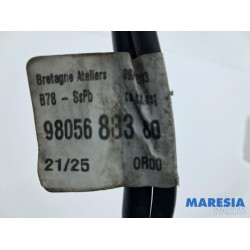 Bretagne Ateliers
B78 - SsPb
98056 883 80
21/25 0R00
MARESIA